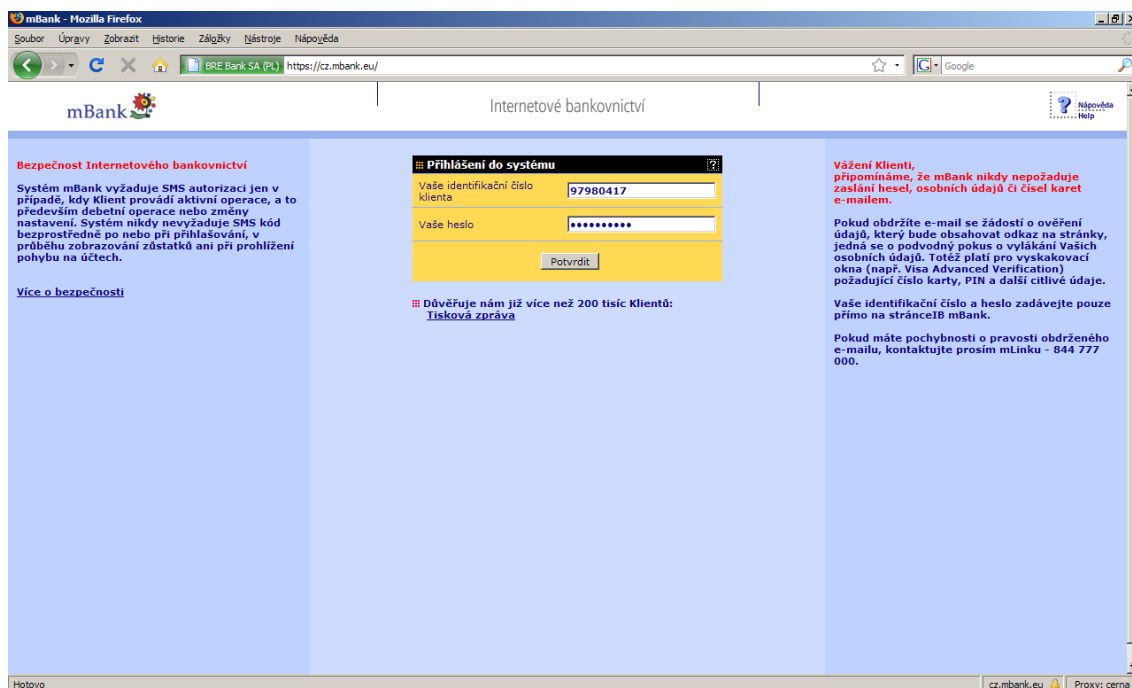 mBank - Mozilla Firefox
Soubor Úpravy Zobrazit Historie Záložky Nástroje Nápověda
BRE Bank SA (PL) https://cz.mbank.eu/
G Google
mBank
Internetové bankovnictví
? Nápověda
Help
Bezpečnost Internetového bankovnictví
Systém mBank vyžaduje SMS autorizaci jen v
případě, kdy Klient provádí aktivní operace, a to
především debetní operace nebo změny
nastavení. Systém nikdy nevyžaduje SMS kód
bezprostředně po nebo při přihlašování, v
průběhu zobrazování zůstatků ani při prohlížení
pohybu na účtech.
Více o bezpečnosti
Přihlášení do systému ?
Vaše identifikační číslo
klienta
97980417
Vaše heslo ••••••••••
Potvrdit
Důvěřuje nám již více než 200 tisíc Klientů:
Tisková zpráva
Vážení Klienti,
připomínáme, že mBank nikdy nepožaduje
zaslání hesel, osobních údajů či čísel karet
e-mailem.
Pokud obdržíte e-mail se žádostí o ověření
údajů, který bude obsahovat odkaz na stránky,
jedná se o podvodný pokus o vylákání Vašich
osobních údajů. Totéž platí pro vyskakovací
okna (např. Visa Advanced Verification)
požadující číslo karty, PIN a další citlivé údaje.
Vaše identifikační číslo a heslo zadávejte pouze
přímo na stránceIB mBank.
Pokud máte pochybnosti o pravosti obdrženého
e-mailu, kontaktujte prosím mLinku - 844 777
000.
Hotovo
cz.mbank.eu Proxy: cerna